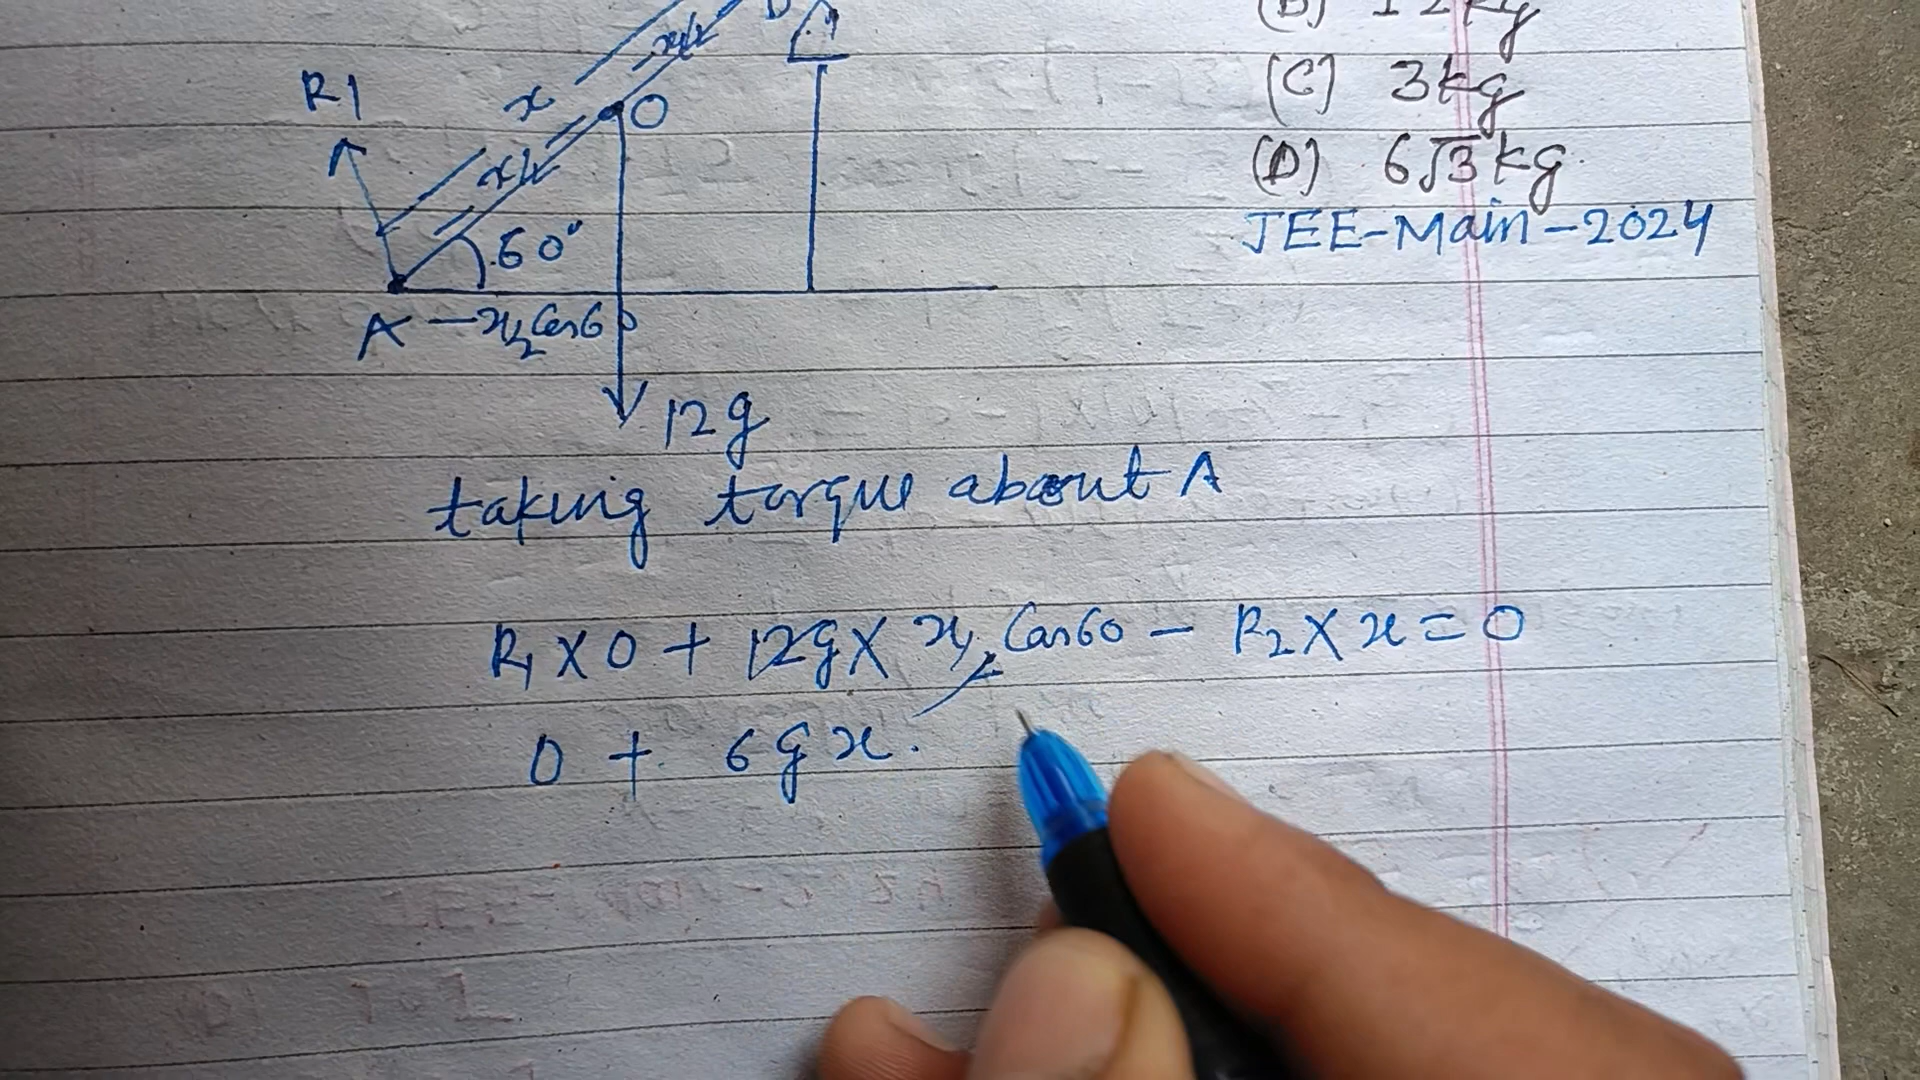 (B) 12kg
R1
x
x/2
x/2
O
(C) 3kg
(D) 6√3 kg.
60°
JEE-Main-2024
A - x/2 Cos60
12g
taking torque about A
R1 X 0 + 12g X x/2 Cos60 - R2 X x = 0
0 + 6gx.